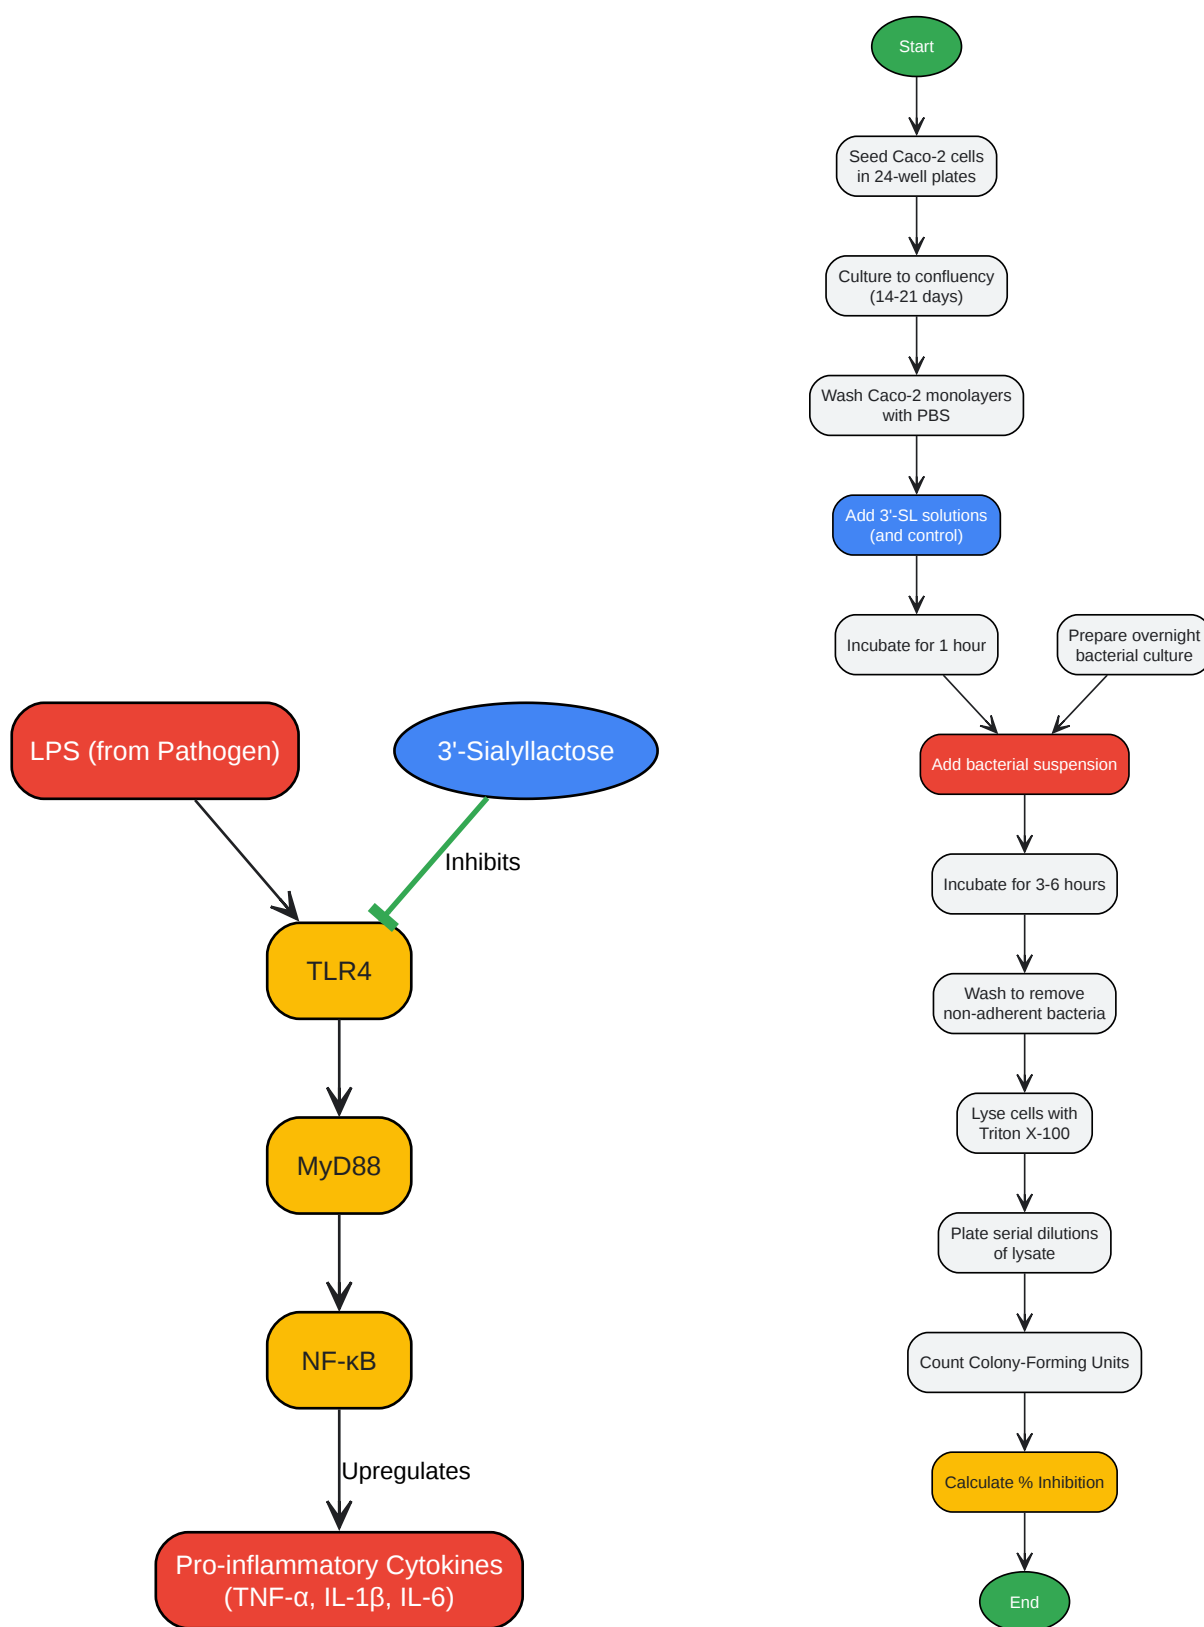 LPS (from Pathogen)
3'-Sialyllactose
Inhibits
TLR4
MyD88
NF-κB
Upregulates
Pro-inflammatory Cytokines
(TNF-α, IL-1β, IL-6)
Start
Seed Caco-2 cells
in 24-well plates
Culture to confluency
(14-21 days)
Wash Caco-2 monolayers
with PBS
Add 3'-SL solutions
(and control)
Incubate for 1 hour
Prepare overnight
bacterial culture
Add bacterial suspension
Incubate for 3-6 hours
Wash to remove
non-adherent bacteria
Lyse cells with
Triton X-100
Plate serial dilutions
of lysate
Count Colony-Forming Units
Calculate % Inhibition
End